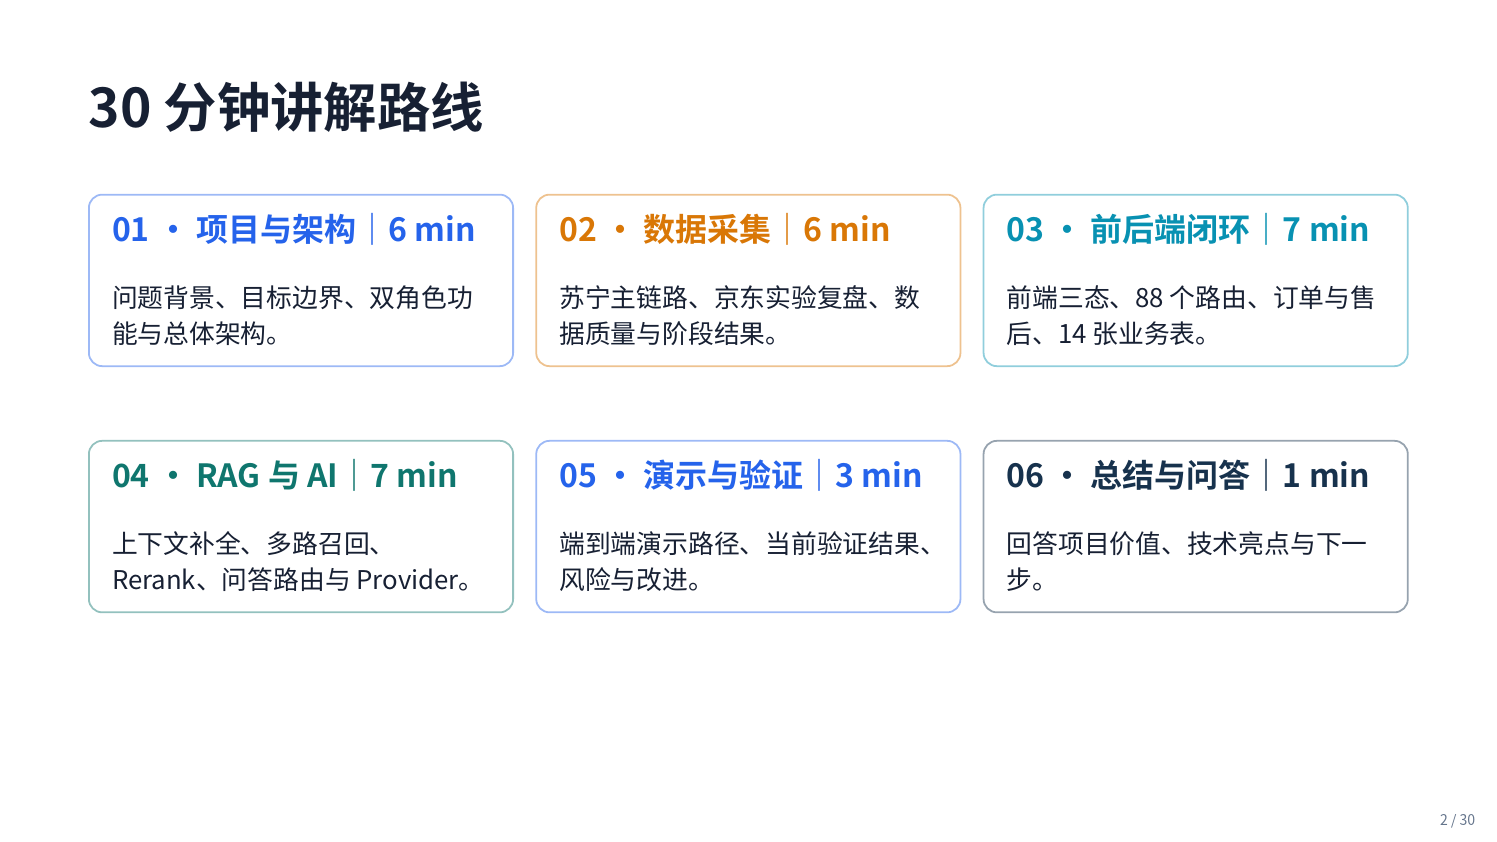 30 分钟讲解路线
01 · 项目与架构｜6 min
问题背景、目标边界、双角色功
能与总体架构。
02 · 数据采集｜6 min
苏宁主链路、京东实验复盘、数
据质量与阶段结果。
03 · 前后端闭环｜7 min
前端三态、88 个路由、订单与售
后、14 张业务表。
04 · RAG 与 AI｜7 min
上下文补全、多路召回、
Rerank、问答路由与 Provider。
05 · 演示与验证｜3 min
端到端演示路径、当前验证结果、
风险与改进。
06 · 总结与问答｜1 min
回答项目价值、技术亮点与下一
步。
2 / 30